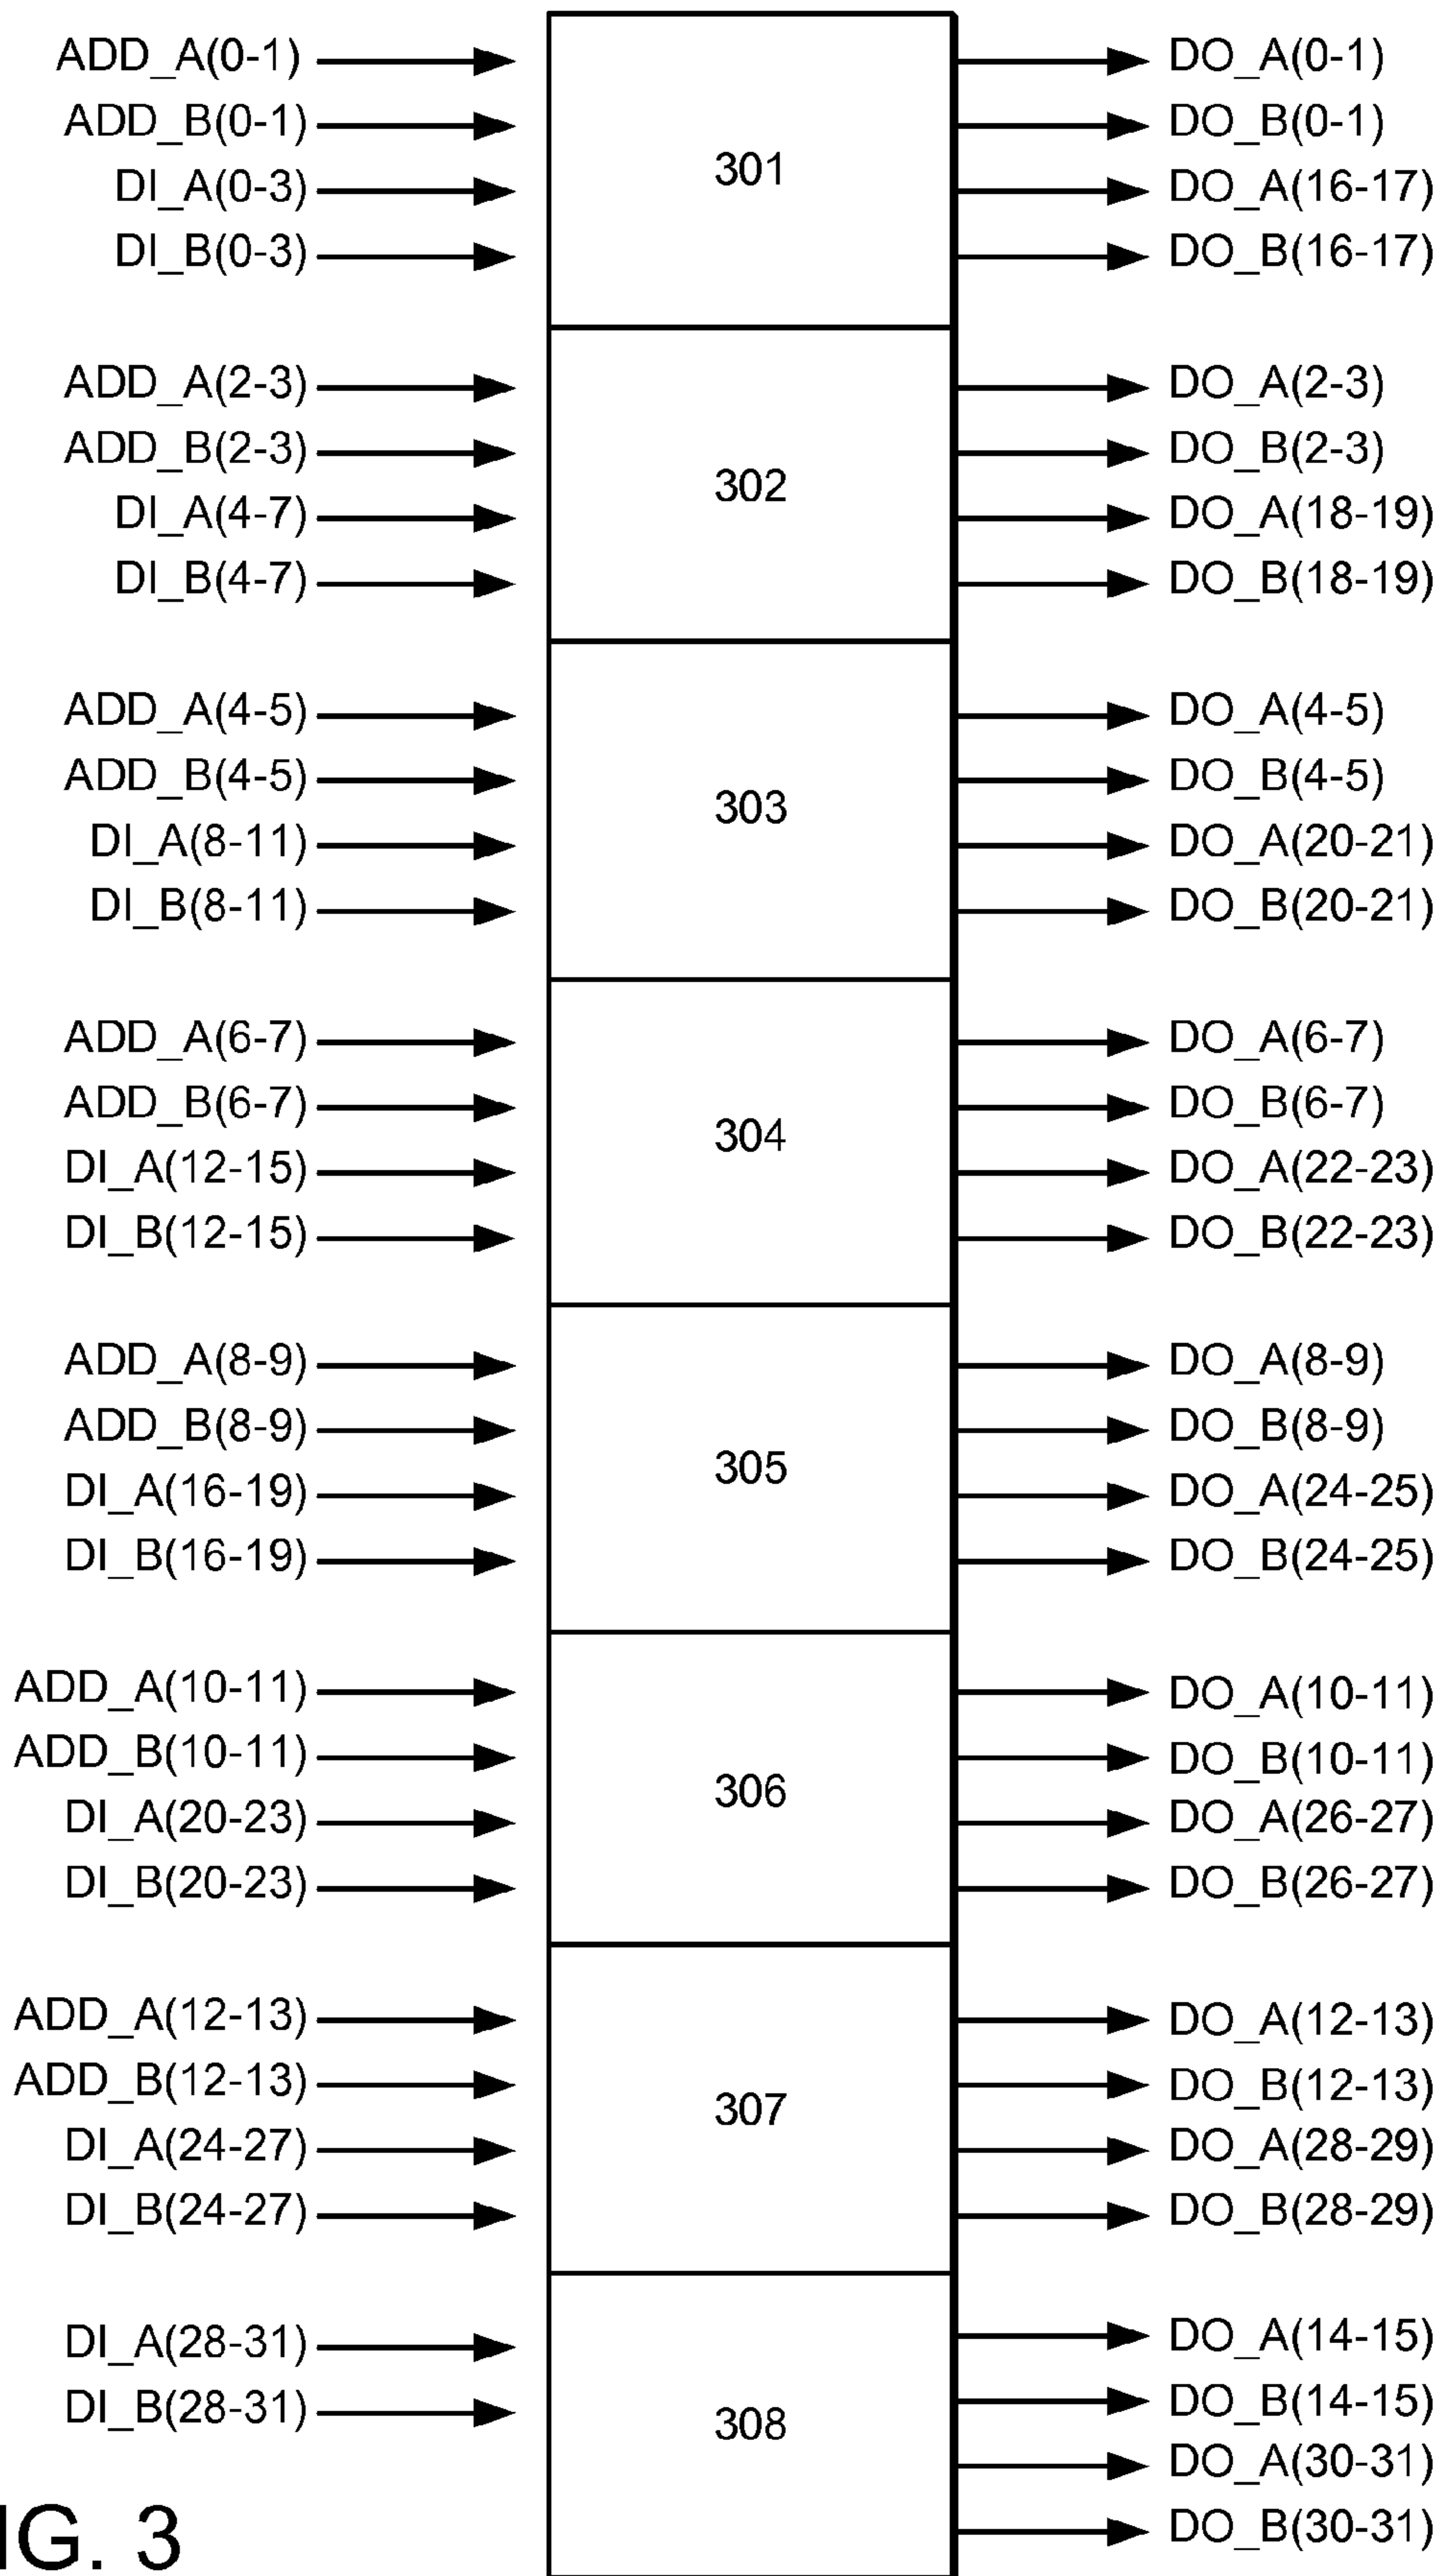 ADD_A(0-1)
ADD_B(0-1)
DI_A(0-3)
DI_B(0-3)
301
DO_A(0-1)
DO_B(0-1)
DO_A(16-17)
DO_B(16-17)
ADD_A(2-3)
ADD_B(2-3)
DI_A(4-7)
DI_B(4-7)
302
DO_A(2-3)
DO_B(2-3)
DO_A(18-19)
DO_B(18-19)
ADD_A(4-5)
ADD_B(4-5)
DI_A(8-11)
DI_B(8-11)
303
DO_A(4-5)
DO_B(4-5)
DO_A(20-21)
DO_B(20-21)
ADD_A(6-7)
ADD_B(6-7)
DI_A(12-15)
DI_B(12-15)
304
DO_A(6-7)
DO_B(6-7)
DO_A(22-23)
DO_B(22-23)
ADD_A(8-9)
ADD_B(8-9)
DI_A(16-19)
DI_B(16-19)
305
DO_A(8-9)
DO_B(8-9)
DO_A(24-25)
DO_B(24-25)
ADD_A(10-11)
ADD_B(10-11)
DI_A(20-23)
DI_B(20-23)
306
DO_A(10-11)
DO_B(10-11)
DO_A(26-27)
DO_B(26-27)
ADD_A(12-13)
ADD_B(12-13)
DI_A(24-27)
DI_B(24-27)
307
DO_A(12-13)
DO_B(12-13)
DO_A(28-29)
DO_B(28-29)
DI_A(28-31)
DI_B(28-31)
308
DO_A(14-15)
DO_B(14-15)
DO_A(30-31)
DO_B(30-31)
IG. 3